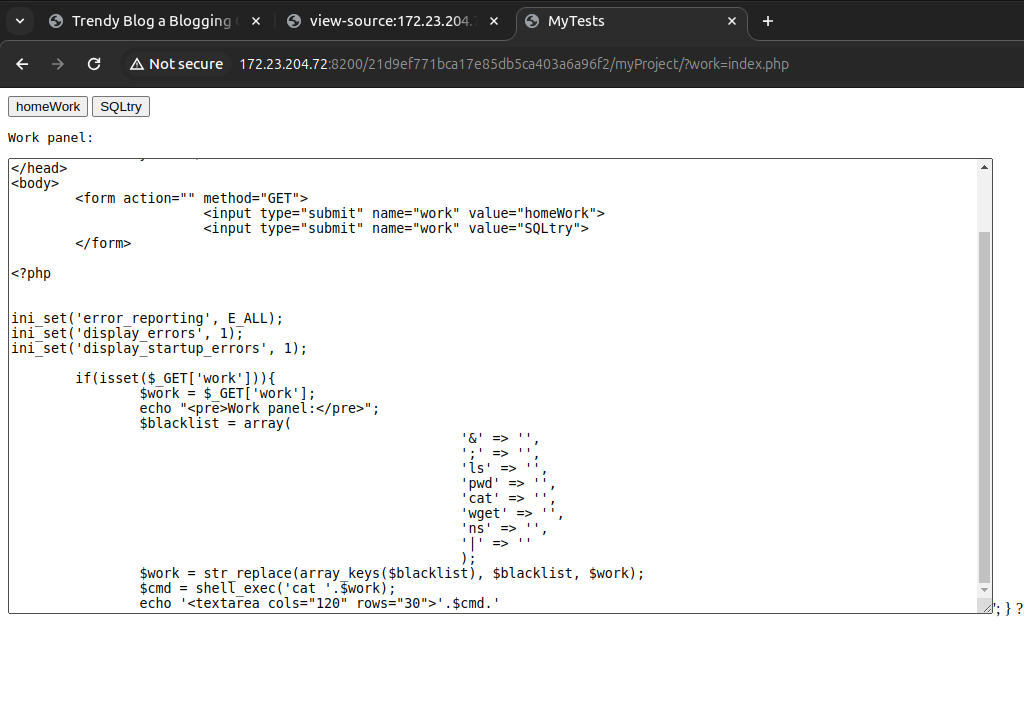 Trendy Blog a Blogging
view-source:172.23.204.7
MyTests
Not secure
172.23.204.72:8200/21d9ef771bca17e85db5ca403a6a96f2/myProject/?work=index.php
homeWork SQLtry
Work panel:
</head>
<body>
<form action="" method="GET">
<input type="submit" name="work" value="homeWork">
<input type="submit" name="work" value="SQLtry">
</form>
<?php
ini_set('error_reporting', E_ALL);
ini_set('display_errors', 1);
ini_set('display_startup_errors', 1);
if(isset($_GET['work'])){
$work = $_GET['work'];
echo "<pre>Work panel:</pre>";
$blacklist = array(
'&' => '',
';' => '',
'ls' => '',
'pwd' => '',
'cat' => '',
'wget' => '',
'ns' => '',
'|' => ''
);
$work = str_replace(array_keys($blacklist), $blacklist, $work);
$cmd = shell_exec('cat '.$work);
echo '<textarea cols="120" rows="30">'.$cmd.'
'; } ?